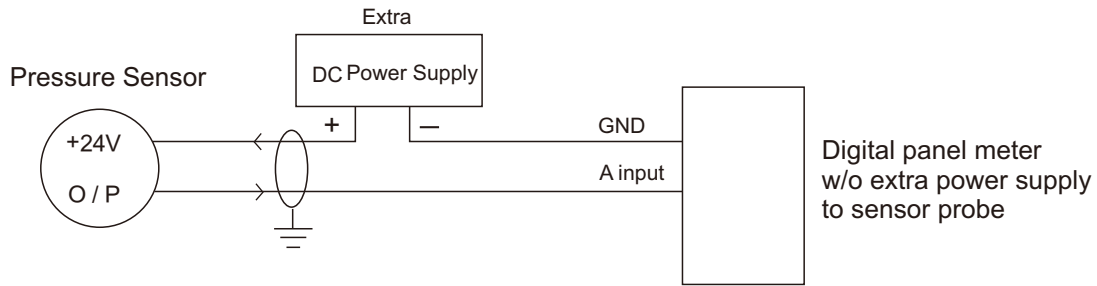 Extra
DC Power Supply
Pressure Sensor
+ −
+24V
GND
O / P
A input
Digital panel meter
w/o extra power supply
to sensor probe